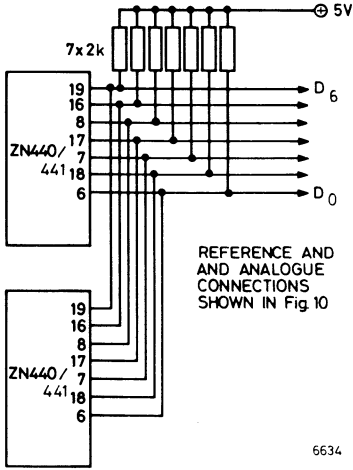 5V
7x2k
19
16
8
17
7
18
6
ZN440/
441
D6
D0
REFERENCE AND
AND ANALOGUE
CONNECTIONS
SHOWN IN Fig.10
19
16
8
17
7
18
6
ZN440/
441
6634